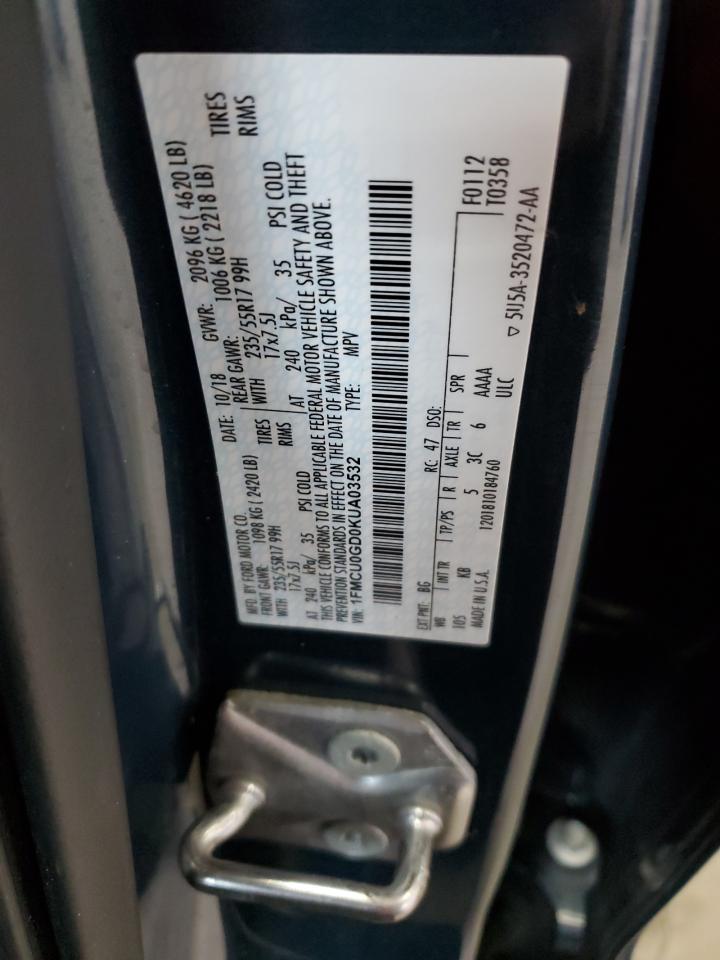 MFD. BY FORD MOTOR CO.
DATE: 10/18 GVWR: 2096 KG ( 4620 LB)
FRONT GAWR: 1098 KG ( 2420 LB) REAR GAWR: 1006 KG ( 2218 LB)
WITH 235/55R17 99H TIRES WITH 235/55R17 99H TIRES
17x7.5J RIMS 17x7.5J RIMS
AT 240 kPa/ 35 PSI COLD AT 240 kPa/ 35 PSI COLD
THIS VEHICLE CONFORMS TO ALL APPLICABLE FEDERAL MOTOR VEHICLE SAFETY AND THEFT
PREVENTION STANDARDS IN EFFECT ON THE DATE OF MANUFACTURE SHOWN ABOVE.
VIN: 1FMCU0GD0KUA03532 TYPE: MPV
F0112
T0358
EXT PNT: BG RC: 47 DSO:
WB INT TR TP/PS R AXLE TR SPR
105 KB 5 3C 6 AAAA
MADE IN U.S.A. 1201810184760 ULC
▽ 5U5A-3520472-AA